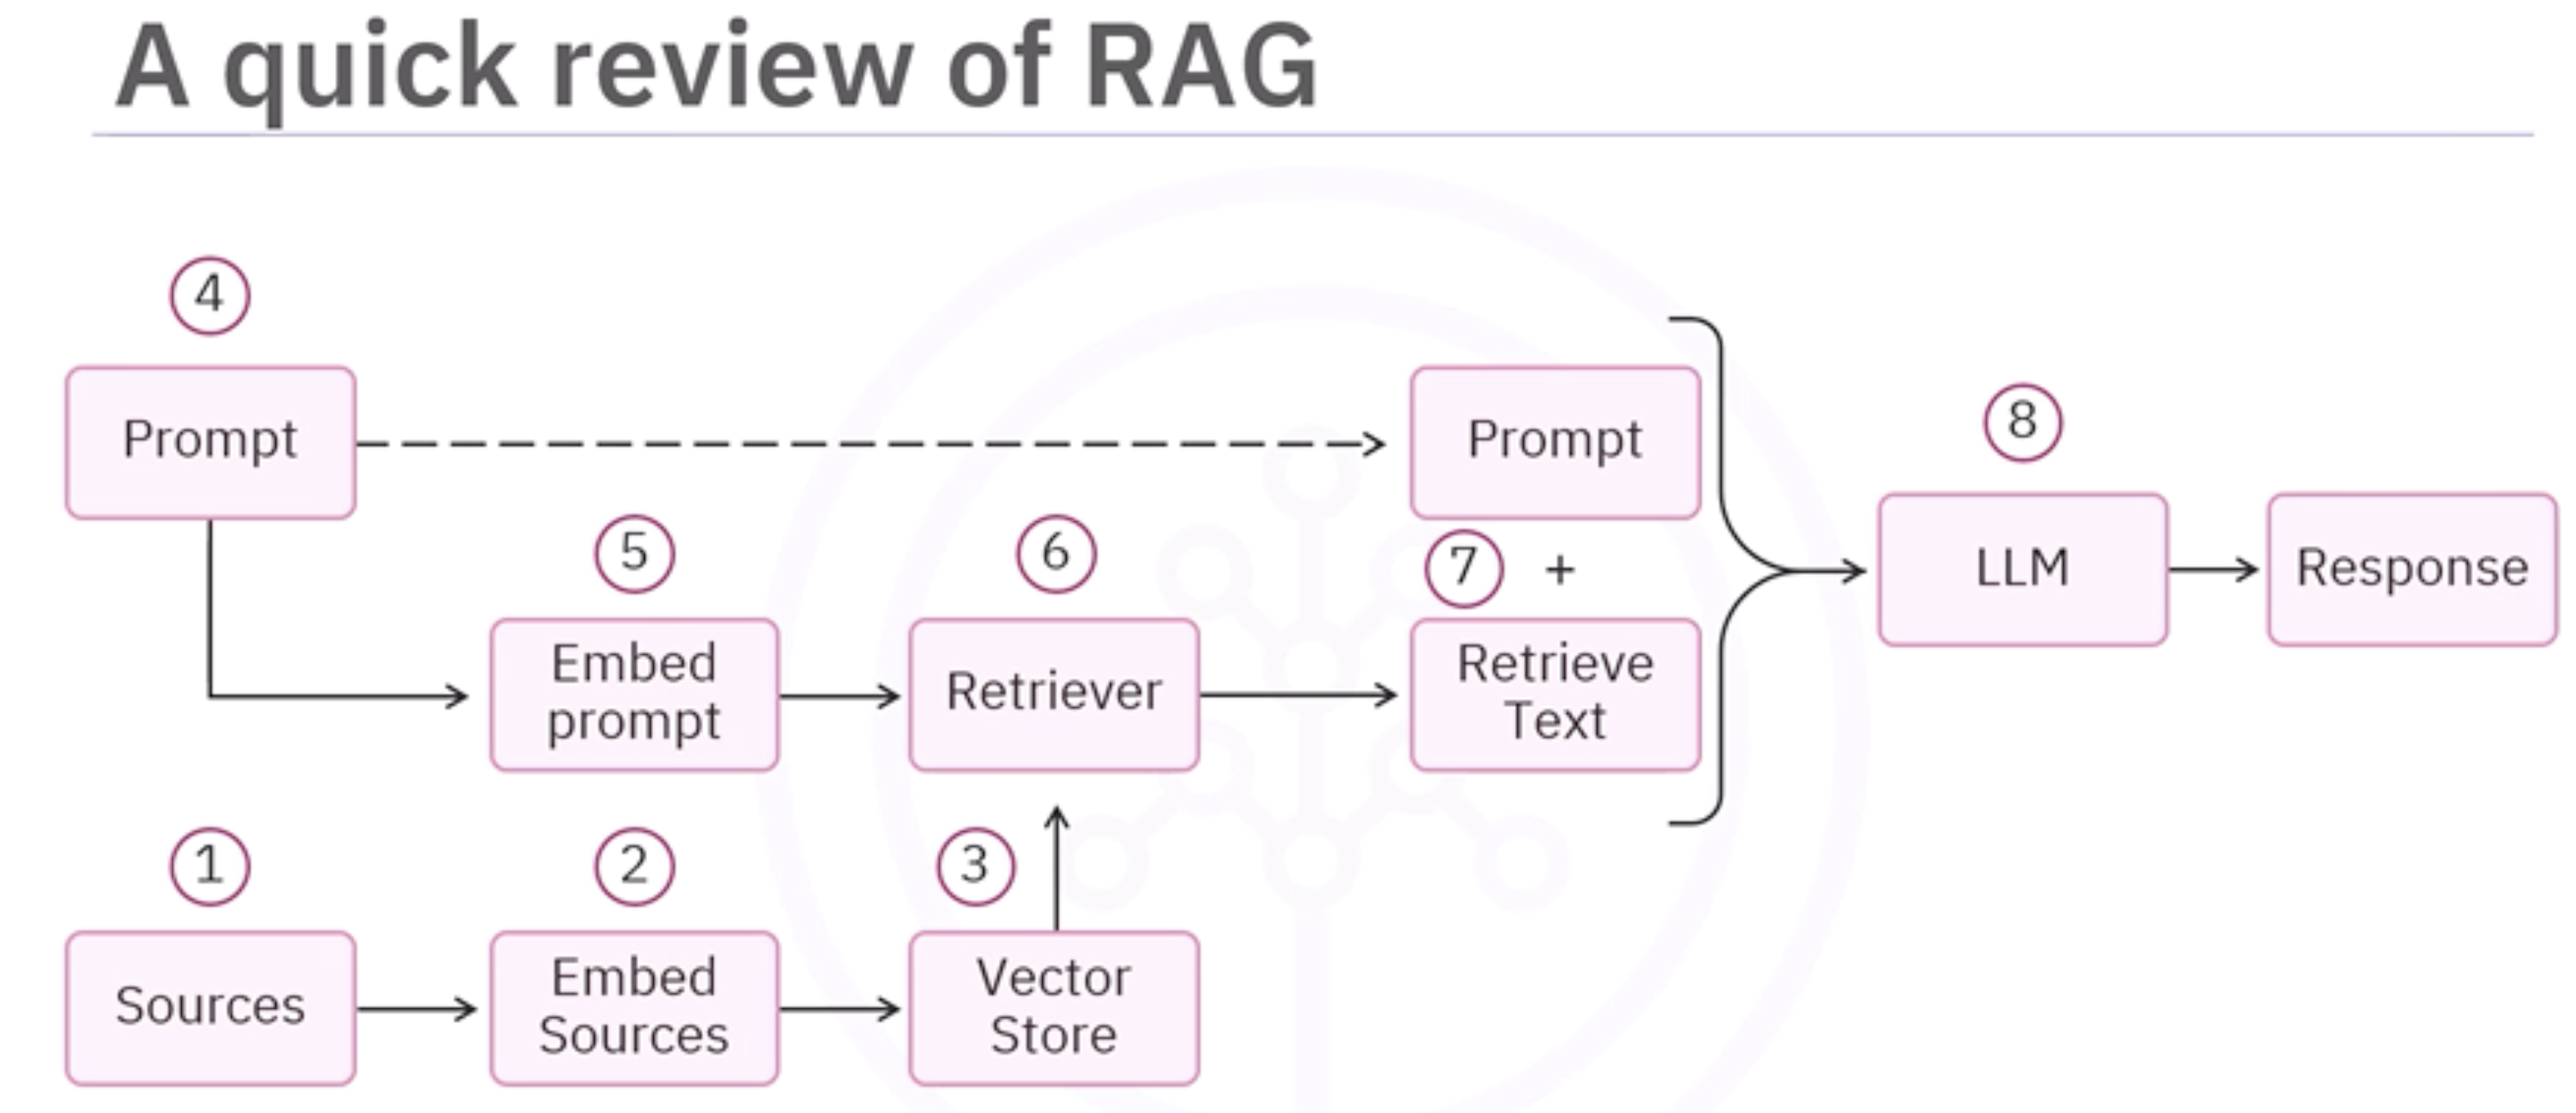 A quick review of RAG
4
Prompt
Prompt
8
5
6
7 +
LLM
Response
Embed
prompt
Retriever
Retrieve
Text
1
2
3
Sources
Embed
Sources
Vector
Store